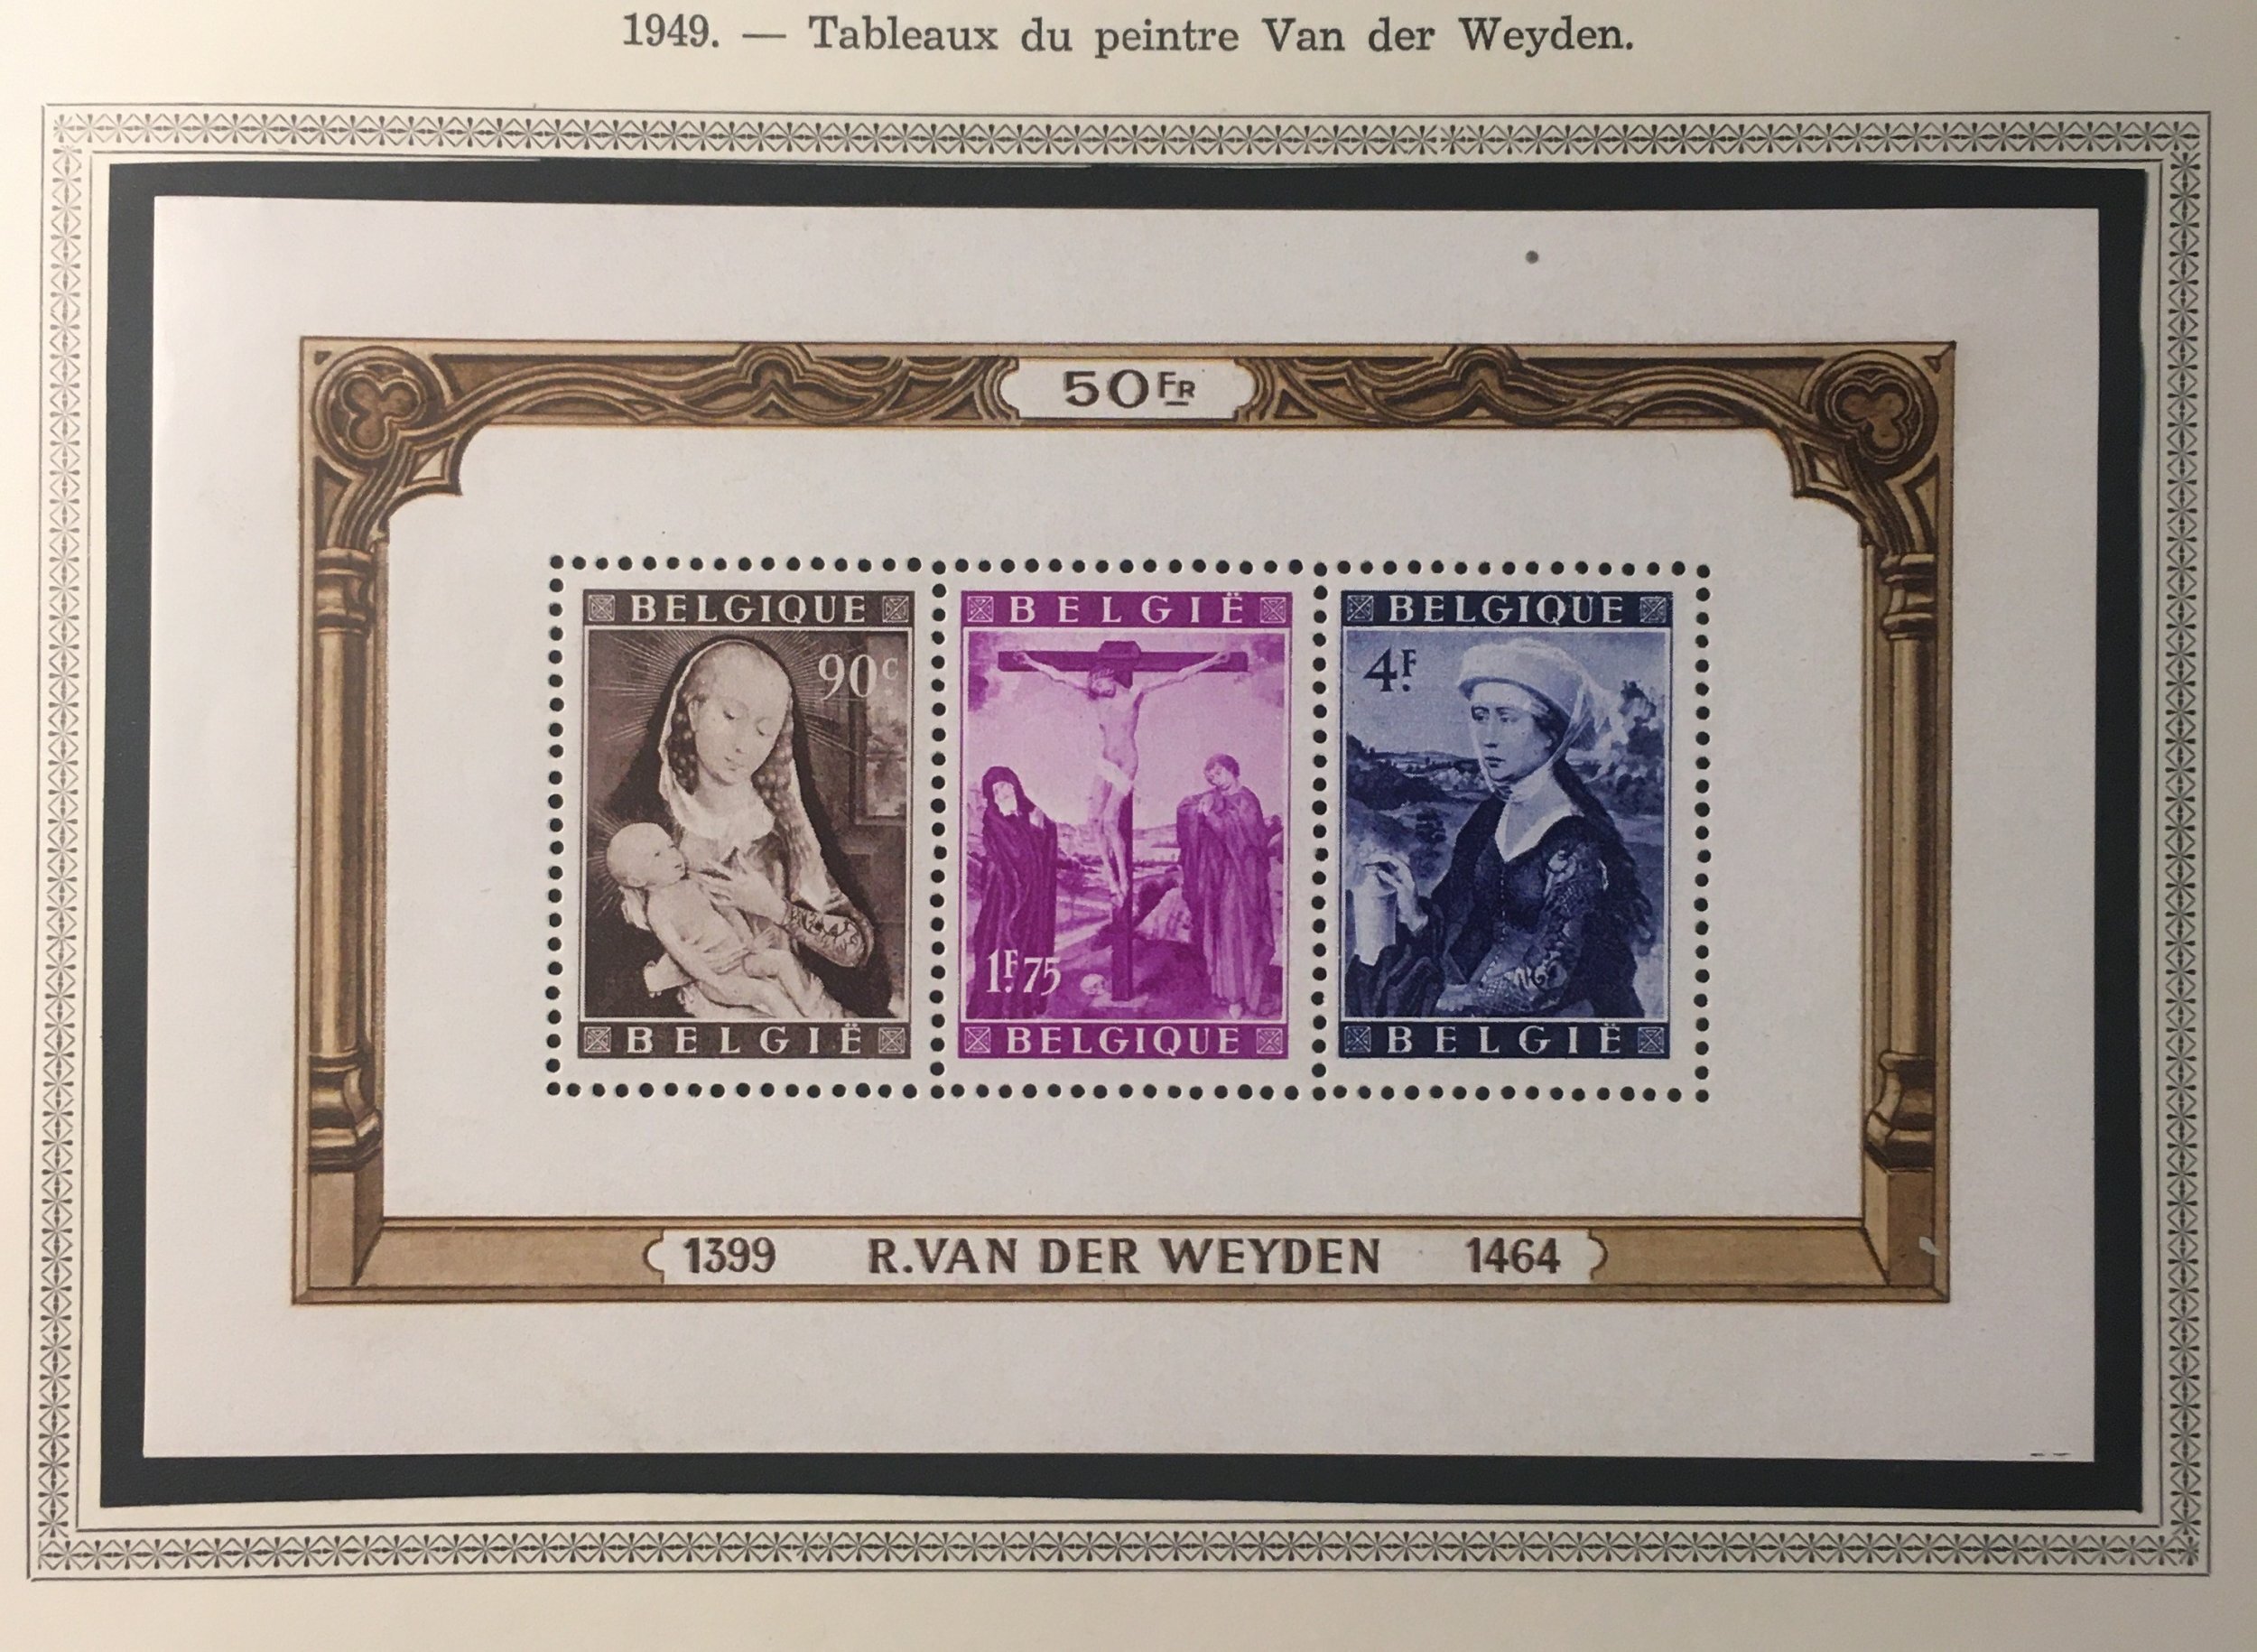 1949. — Tableaux du peintre Van der Weyden.
50 FR
BELGIQUE
90 c.
BELGIË
BELGIË
1F.75
BELGIQUE
BELGIQUE
4F.
BELGIË
1399 R.VAN DER WEYDEN 1464